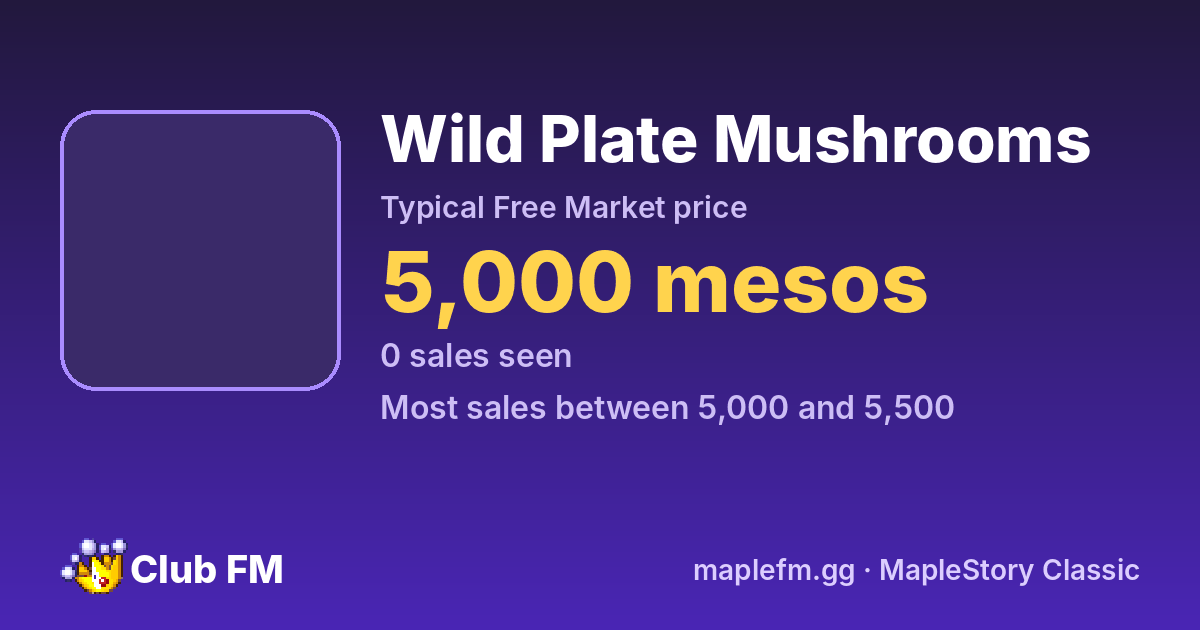 Wild Plate Mushrooms
Typical Free Market price
5,000 mesos
0 sales seen
Most sales between 5,000 and 5,500
Club FM
maplefm.gg · MapleStory Classic